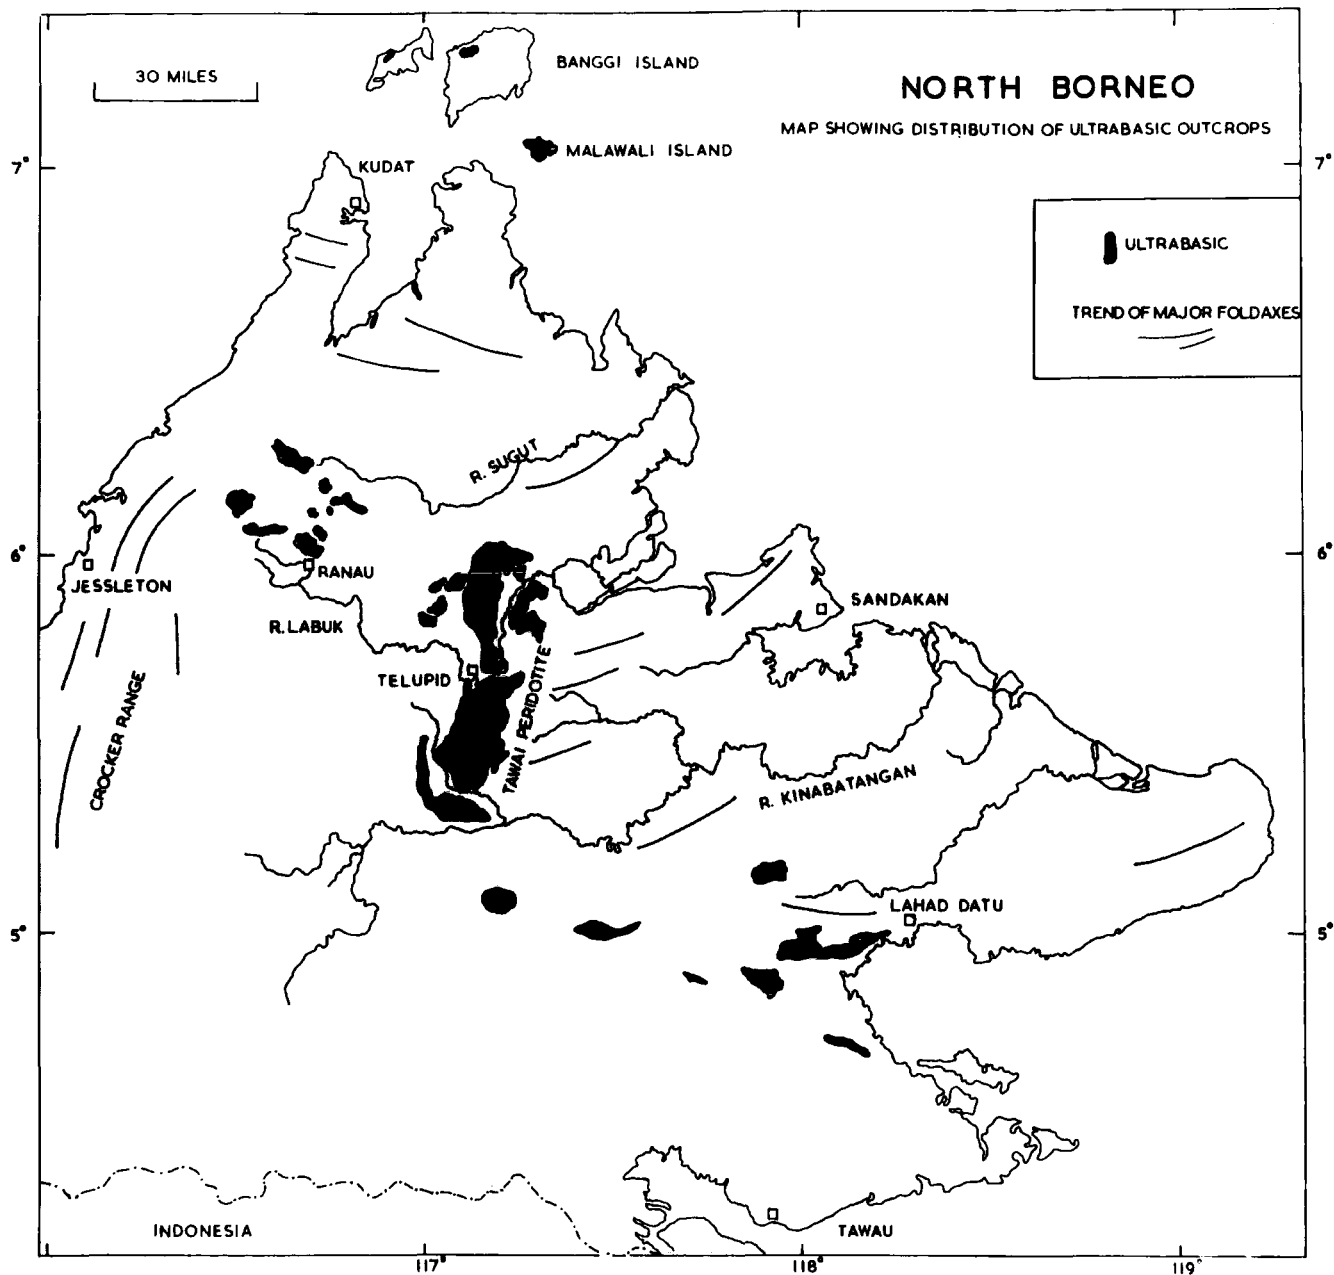 30 MILES
BANGGI ISLAND
NORTH BORNEO
MAP SHOWING DISTRIBUTION OF ULTRABASIC OUTCROPS
MALAWALI ISLAND
KUDAT
7°
7°
ULTRABASIC
TREND OF MAJOR FOLDAXES
R. SUGUT
6°
6°
JESSLETON
RANAU
SANDAKAN
R. LABUK
TELUPID
TAWAI PERIDOTITE
CROCKER RANGE
R. KINABATANGAN
LAHAD DATU
5°
5°
INDONESIA
TAWAU
117°
118°
119°